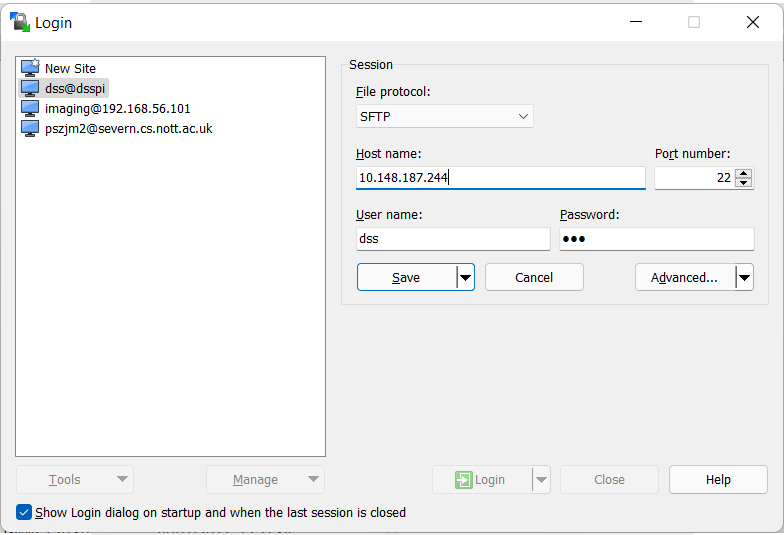 Login
New Site
dss@dsspi
imaging@192.168.56.101
pszjm2@severn.cs.nott.ac.uk
Session
File protocol:
SFTP
Host name:
Port number:
10.148.187.244
22
User name:
Password:
dss
●●●
Save
Cancel
Advanced...
Tools
Manage
Login
Close
Help
Show Login dialog on startup and when the last session is closed